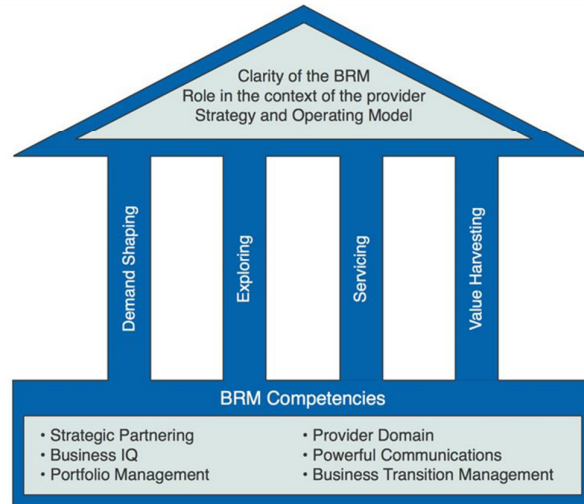 Clarity of the BRM
Role in the context of the provider
Strategy and Operating Model
Demand Shaping
Exploring
Servicing
Value Harvesting
BRM Competencies
• Strategic Partnering
• Business IQ
• Portfolio Management
• Provider Domain
• Powerful Communications
• Business Transition Management